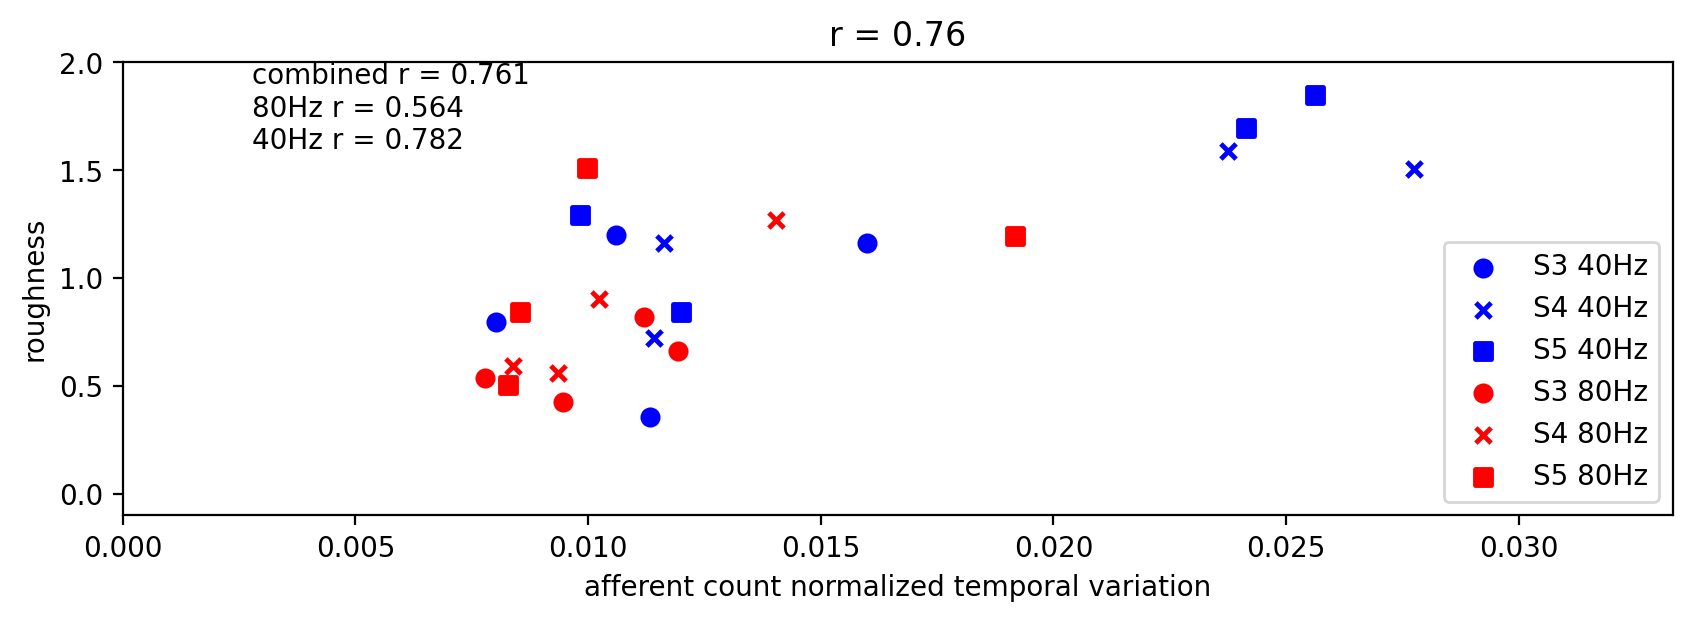 r = 0.76
combined r = 0.761
80Hz r = 0.564
40Hz r = 0.782
2.0
1.5
1.0
0.5
0.0
roughness
S3 40Hz
S4 40Hz
S5 40Hz
S3 80Hz
S4 80Hz
S5 80Hz
0.000 0.005 0.010 0.015 0.020 0.025 0.030
afferent count normalized temporal variation